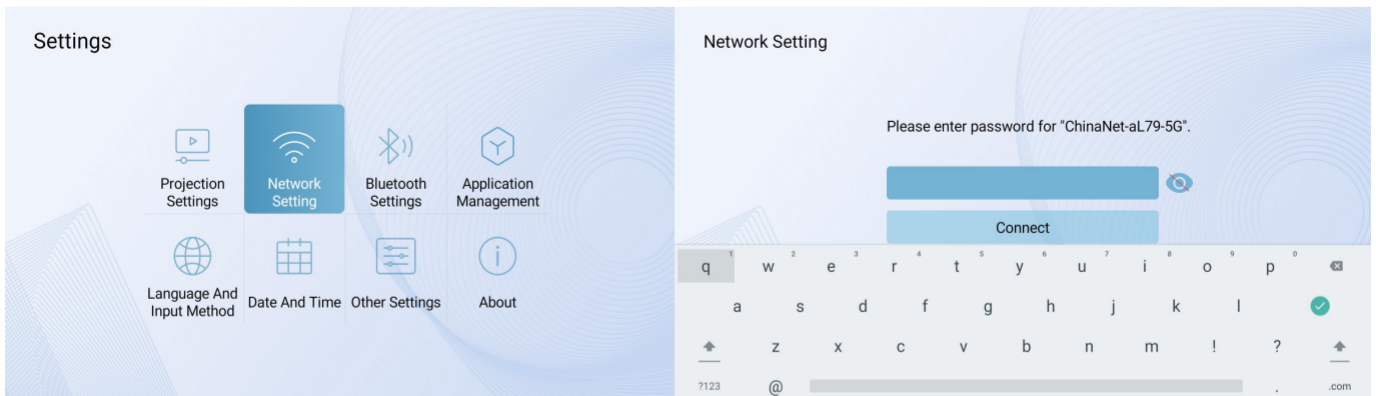 Settings
Projection
Settings
Network
Setting
Bluetooth
Settings
Application
Management
Language And
Input Method
Date And Time
Other Settings
About
Network Setting
Please enter password for "ChinaNet-aL79-5G".
Connect
q 1 w 2 e 3 r 4 t 5 y 6 u 7 i 8 o 9 p 0
a s d f g h j k l
z x c v b n m ! ?
?123 @ . .com